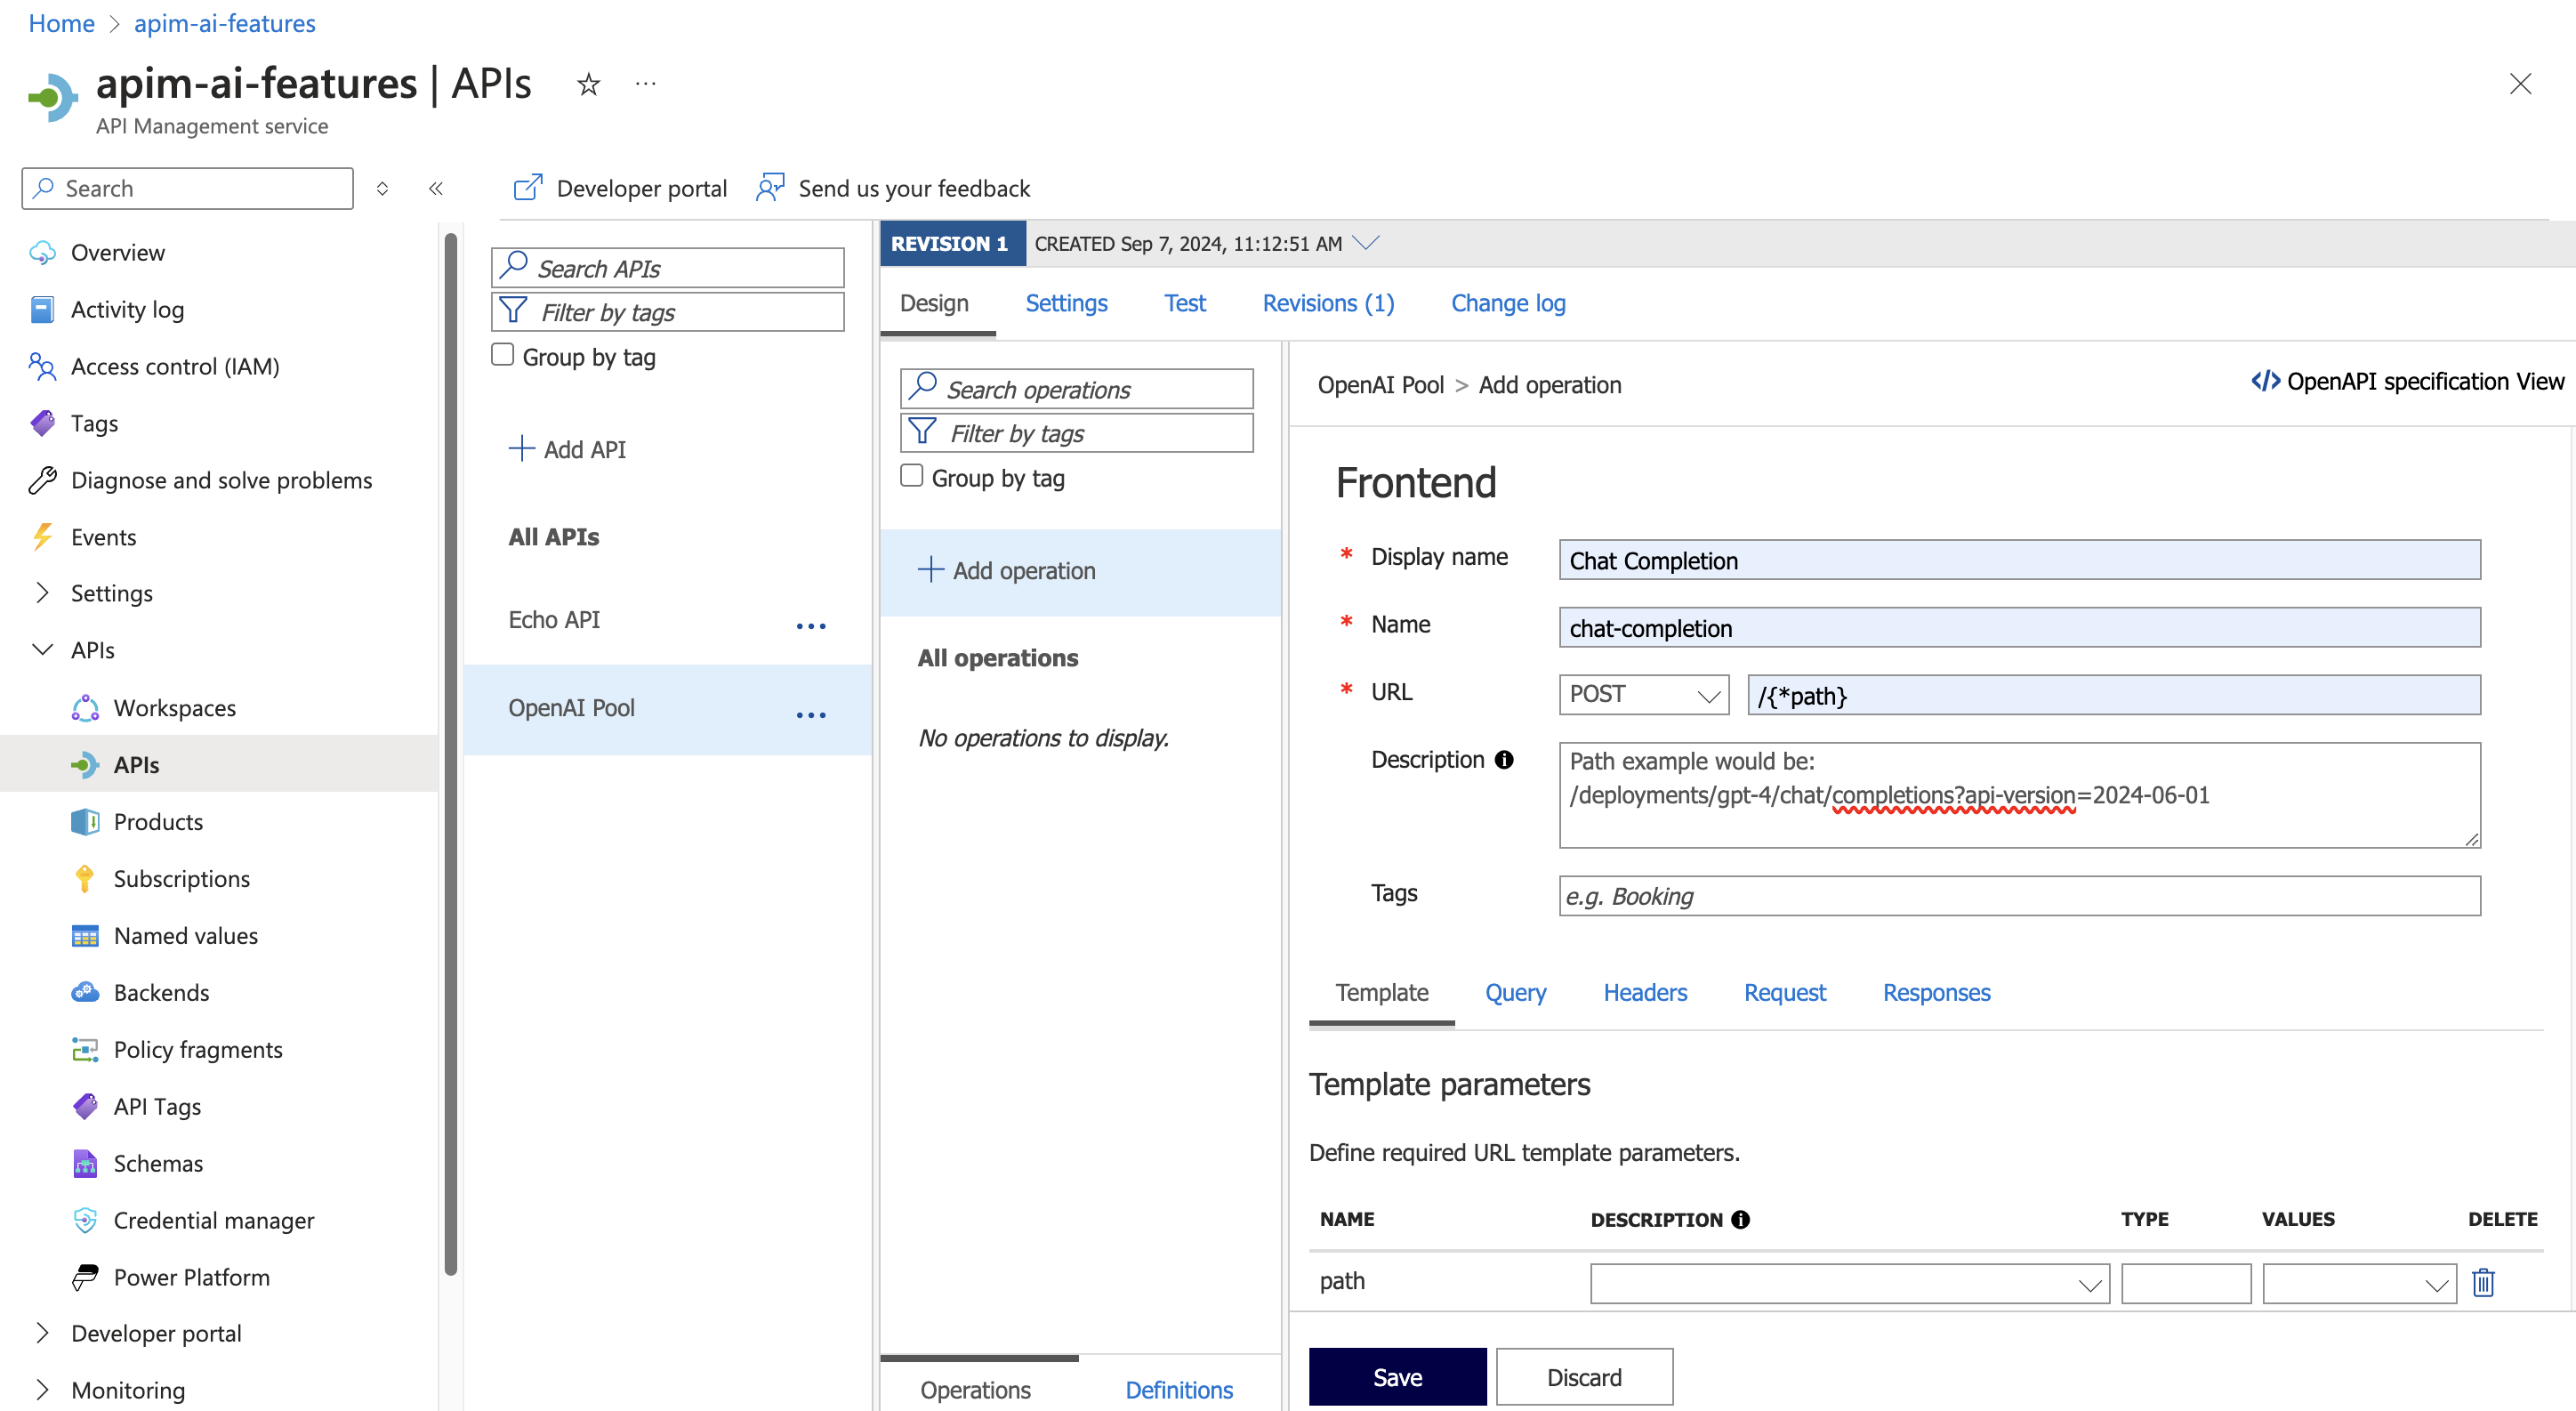 Home > apim-ai-features
apim-ai-features | APIs
API Management service
Search
Developer portal
Send us your feedback
Overview
Activity log
Access control (IAM)
Tags
Diagnose and solve problems
Events
Settings
APIs
Workspaces
APIs
Products
Subscriptions
Named values
Backends
Policy fragments
API Tags
Schemas
Credential manager
Power Platform
Developer portal
Monitoring
Search APIs
Filter by tags
Group by tag
Add API
All APIs
Echo API
OpenAI Pool
REVISION 1 CREATED Sep 7, 2024, 11:12:51 AM
Design Settings Test Revisions (1) Change log
Search operations
Filter by tags
Group by tag
Add operation
All operations
No operations to display.
Operations Definitions
OpenAI Pool > Add operation
</> OpenAPI specification View
Frontend
* Display name Chat Completion
* Name chat-completion
* URL POST /{*path}
Description Path example would be:
/deployments/gpt-4/chat/completions?api-version=2024-06-01
Tags e.g. Booking
Template Query Headers Request Responses
Template parameters
Define required URL template parameters.
NAME DESCRIPTION TYPE VALUES DELETE
path
Save Discard